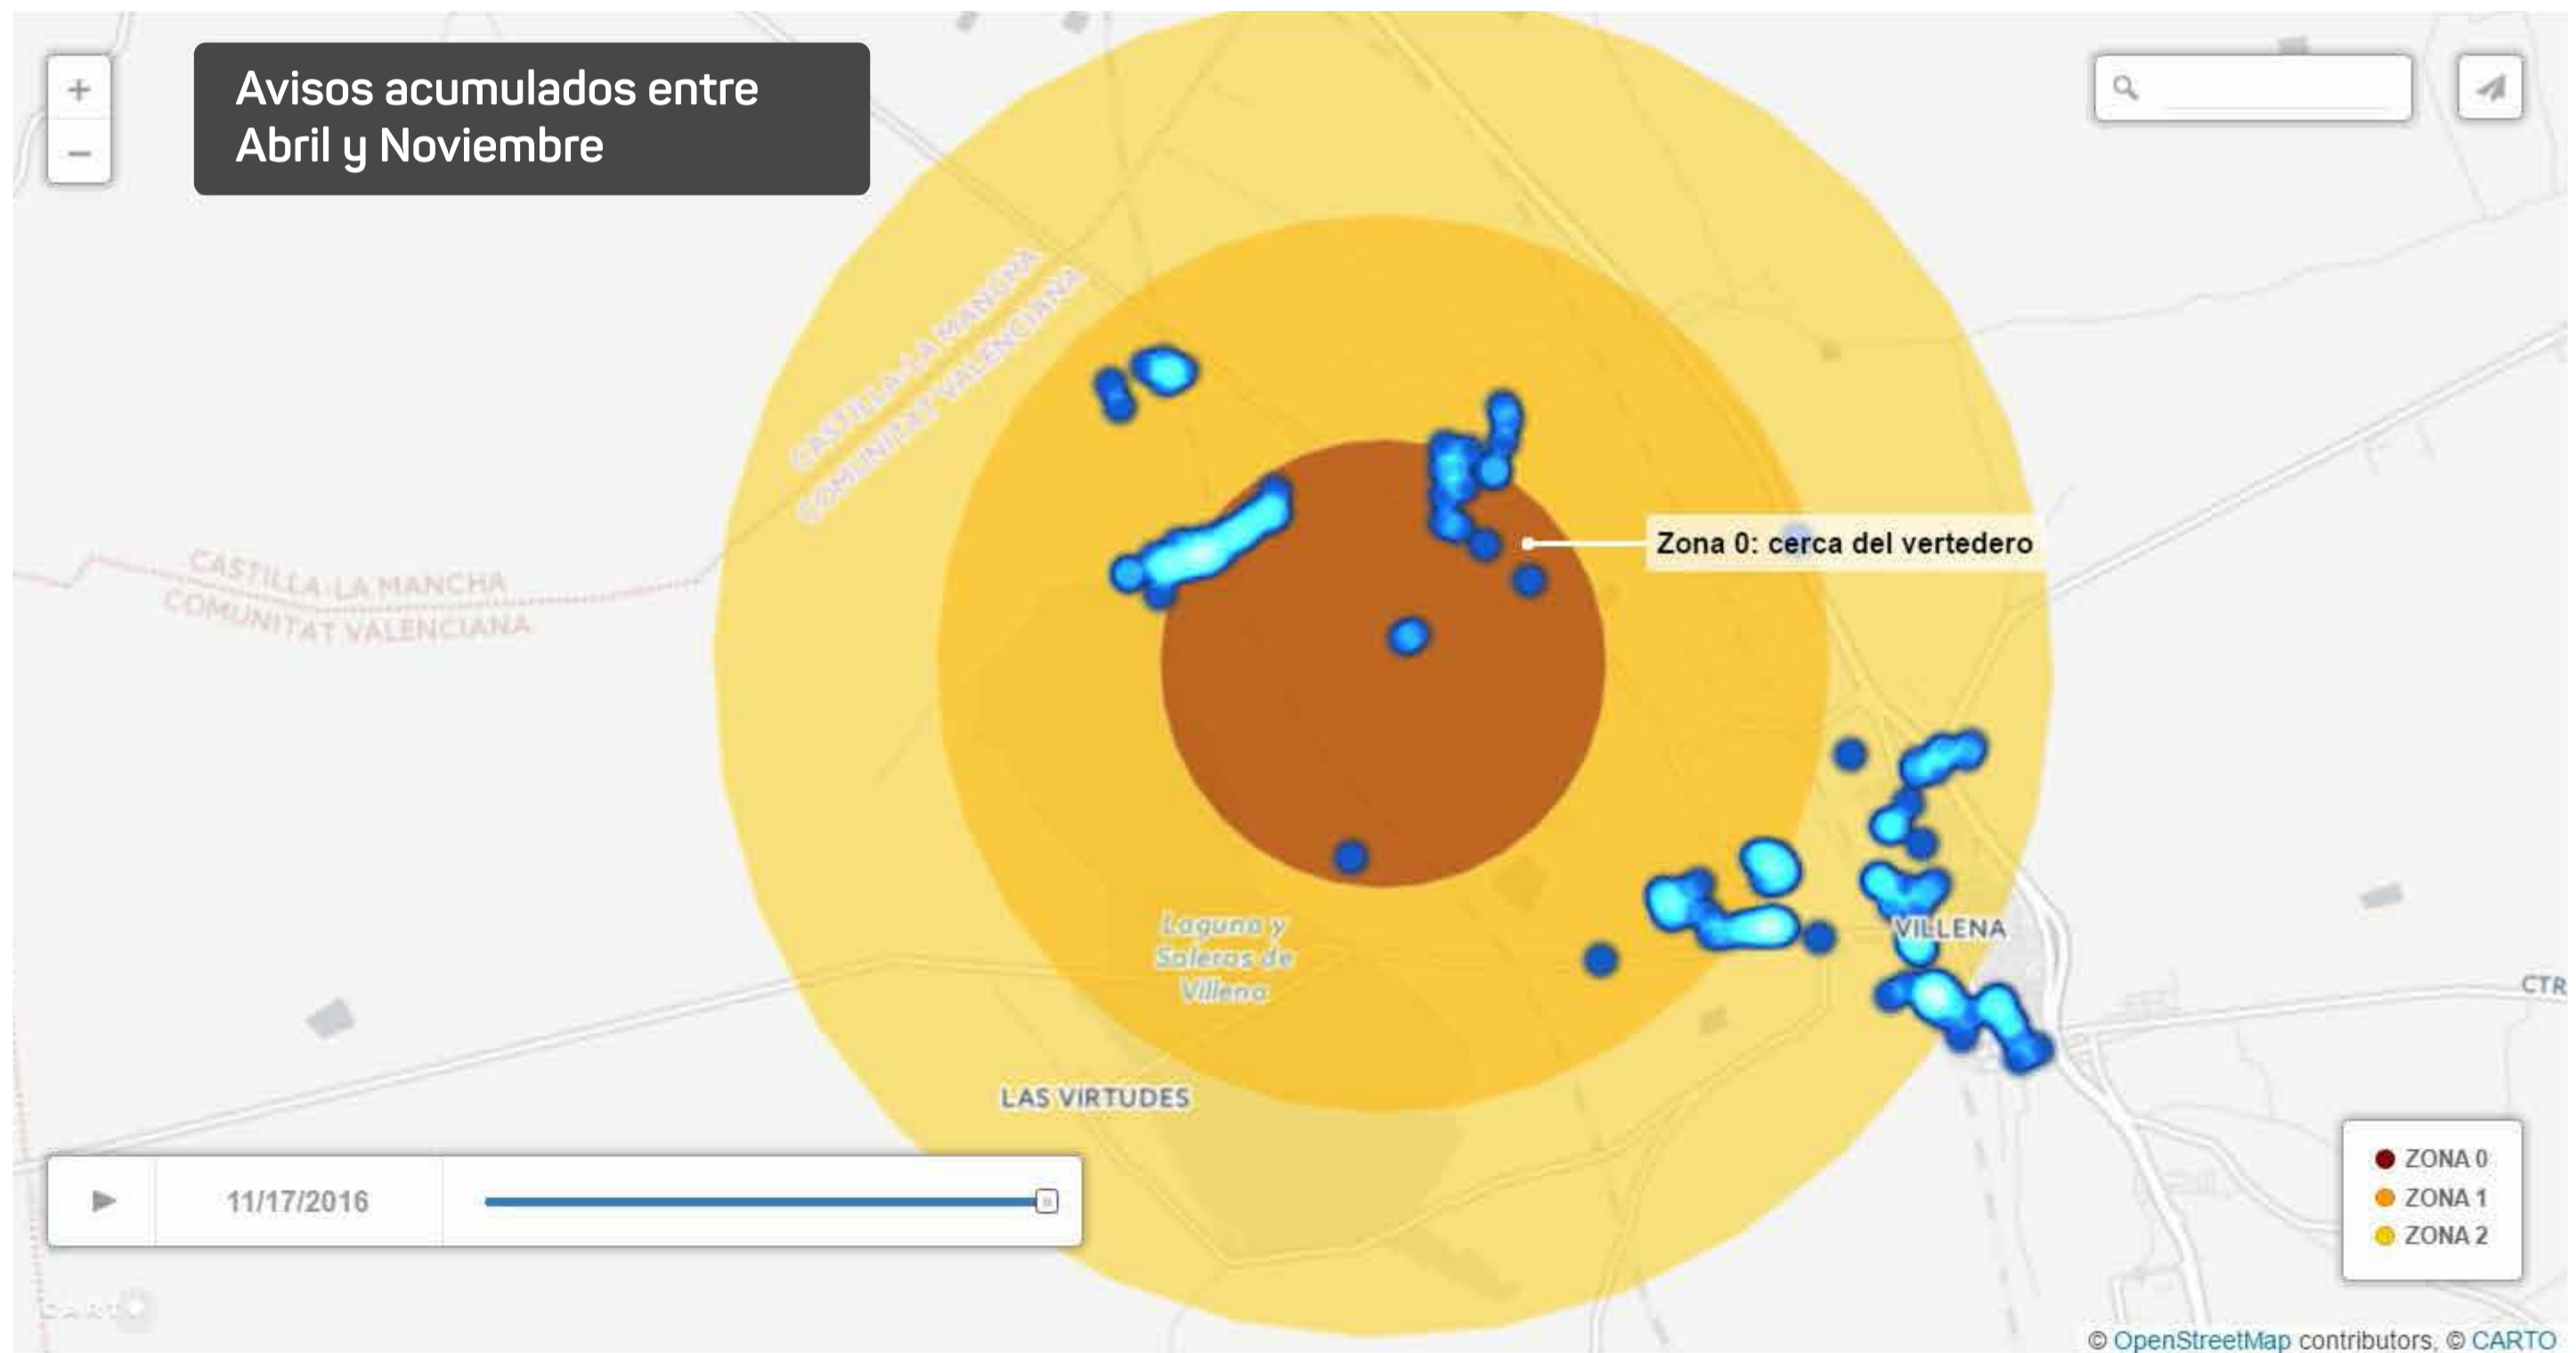 +
Avisos acumulados entre
Abril y Noviembre
−
CASTILLA-LA MANCHA
COMUNITAT VALENCIANA
Zona 0: cerca del vertedero
CASTILLA-LA MANCHA
COMUNITAT VALENCIANA
Laguna y
Saleros de
Villena
VILLENA
CTR
LAS VIRTUDES
11/17/2016
ZONA 0
ZONA 1
ZONA 2
CARTO
© OpenStreetMap contributors, © CARTO